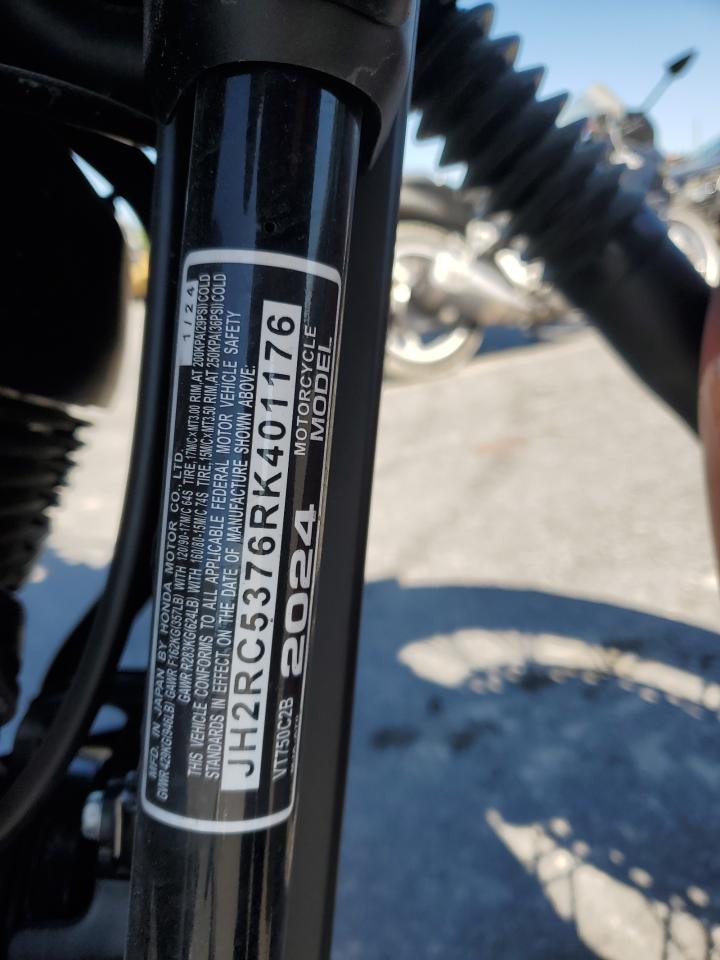 MFD. IN JAPAN BY HONDA MOTOR CO., LTD. 1/24
GVWR 429KG(946LB) GAWR F162KG(357LB) WITH 120/90-17M/C 64S TIRE,17M/C×MT3.00 RIM,AT 200KPA(29PSI)COLD
GAWR R283KG(624LB) WITH 160/80-15M/C 74S TIRE,15M/C×MT3.50 RIM,AT 250KPA(36PSI)COLD
THIS VEHICLE CONFORMS TO ALL APPLICABLE FEDERAL MOTOR VEHICLE SAFETY
STANDARDS IN EFFECT ON THE DATE OF MANUFACTURE SHOWN ABOVE.
JH2RC5376RK401176
VT750C2B 2024 MOTORCYCLE
MODEL